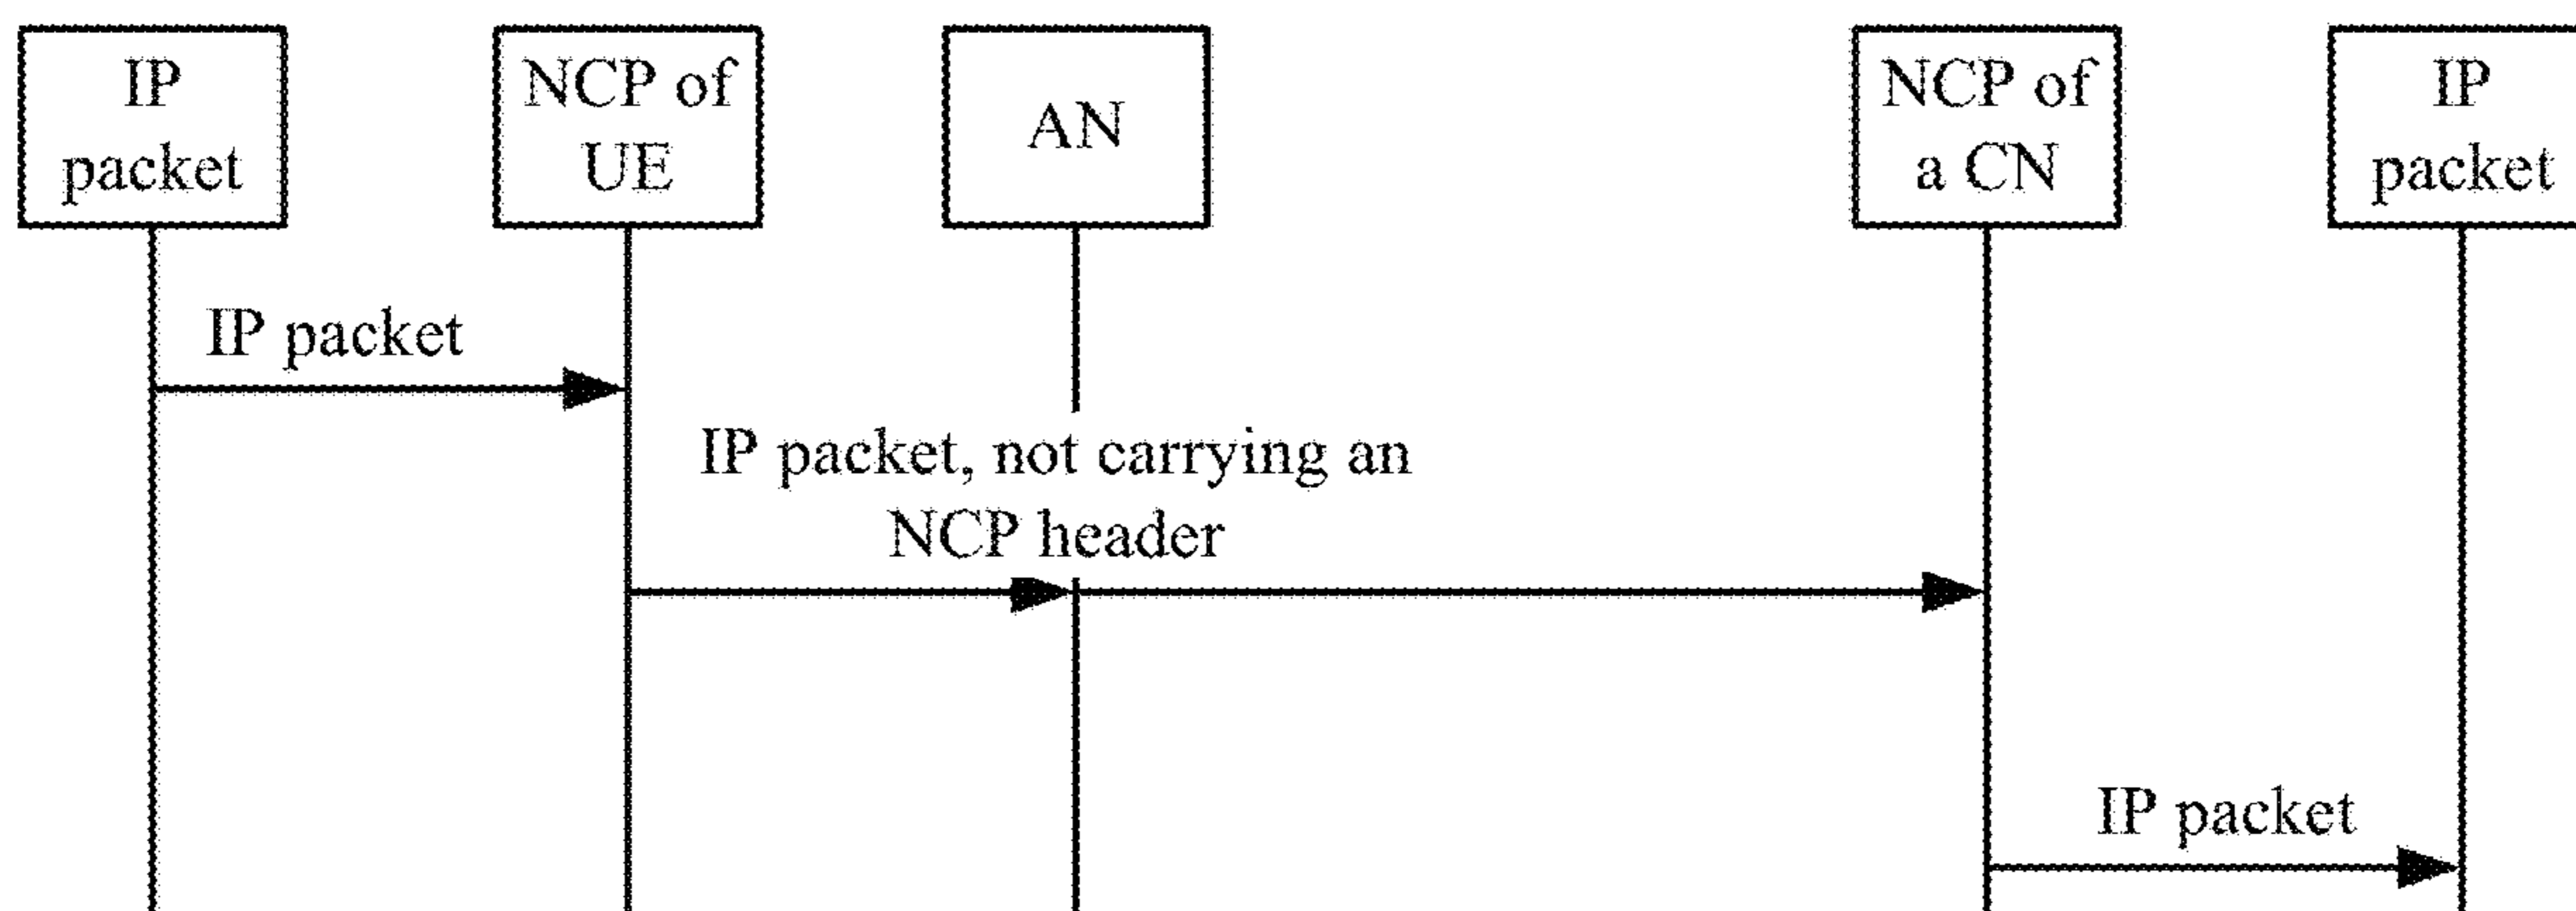 IP
packet
NCP of
UE
AN
NCP of
a CN
IP
packet
IP packet
IP packet, not carrying an
NCP header
IP packet